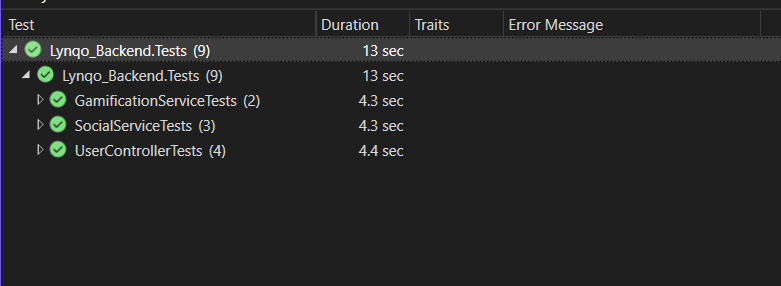 Test Duration Traits Error Message
Lynqo_Backend.Tests (9) 13 sec
Lynqo_Backend.Tests (9) 13 sec
GamificationServiceTests (2) 4.3 sec
SocialServiceTests (3) 4.3 sec
UserControllerTests (4) 4.4 sec